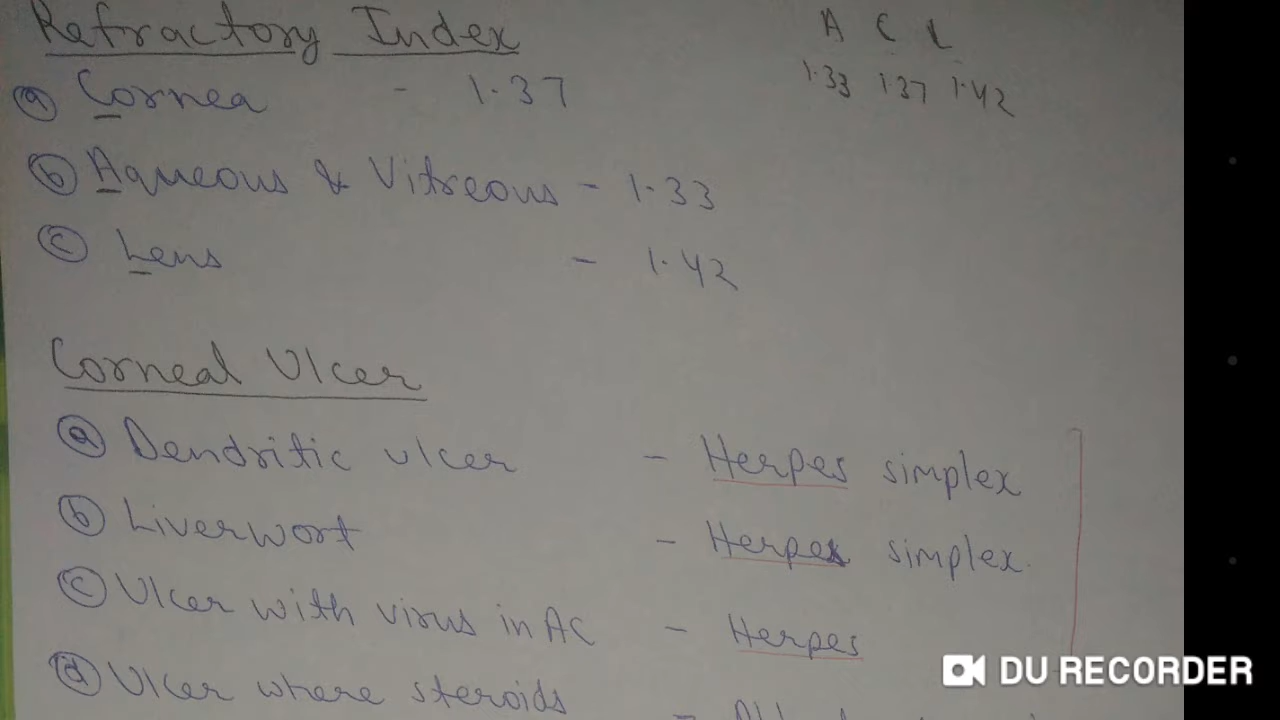 Refractory Index
A C L
1.33 1.37 1.42
ⓐ Cornea - 1.37
ⓑ Aqueous & Vitreous - 1.33
ⓒ Lens - 1.42
Corneal Ulcer
ⓐ Dendritic ulcer - Herpes simplex
ⓑ Liverwort - Herpes simplex
ⓒ Ulcer with virus in AC - Herpes
ⓓ Ulcer where steroids -
DU RECORDER